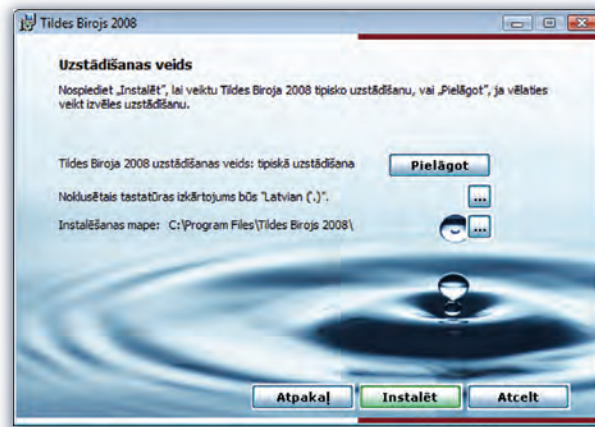 Tildes Birojs 2008
Uzstādīšanas veids
Nospiediet „Instalēt”, lai veiktu Tildes Biroja 2008 tipisko uzstādīšanu, vai „Pielāgot”, ja vēlaties
veikt izvēles uzstādīšanu.
Tildes Biroja 2008 uzstādīšanas veids: tipiskā uzstādīšana
Pielāgot
Noklusētais tastatūras izkārtojums būs "Latvian (')".
...
Instalēšanas mape: C:\Program Files\Tildes Birojs 2008\
...
Atpakaļ
Instalēt
Atcelt